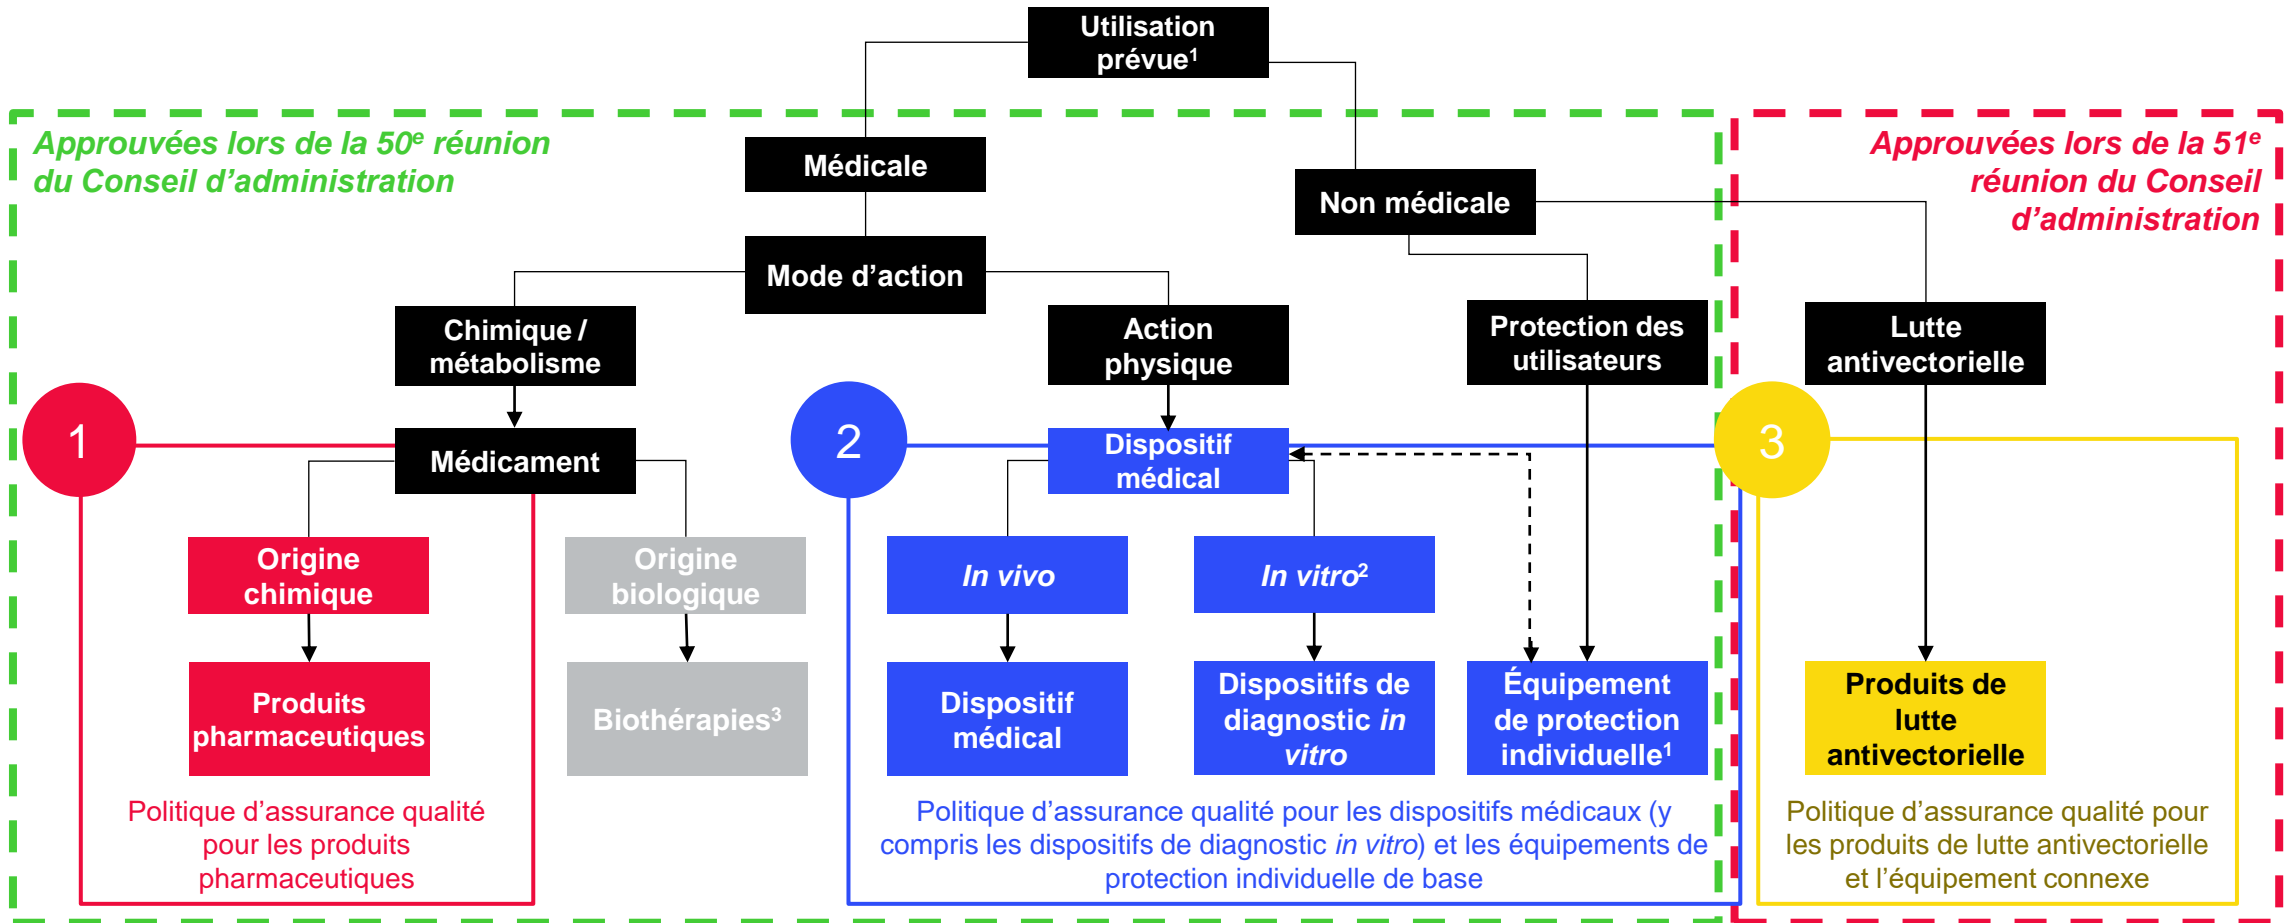 Utilisation
prévue¹
Approuvées lors de la 50ᵉ réunion
du Conseil d’administration
Approuvées lors de la 51ᵉ
réunion du Conseil
d’administration
Médicale
Non médicale
Mode d’action
Chimique /
métabolisme
Action
physique
Protection des
utilisateurs
Lutte
antivectorielle
1
Médicament
2
Dispositif
médical
3
Origine
chimique
Origine
biologique
In vivo
In vitro²
Produits
pharmaceutiques
Biothérapies³
Dispositif
médical
Dispositifs de
diagnostic in
vitro
Équipement
de protection
individuelle¹
Produits de
lutte
antivectorielle
Politique d’assurance qualité
pour les produits
pharmaceutiques
Politique d’assurance qualité pour les dispositifs médicaux (y
compris les dispositifs de diagnostic in vitro) et les équipements de
protection individuelle de base
Politique d’assurance qualité pour
les produits de lutte antivectorielle
et l’équipement connexe